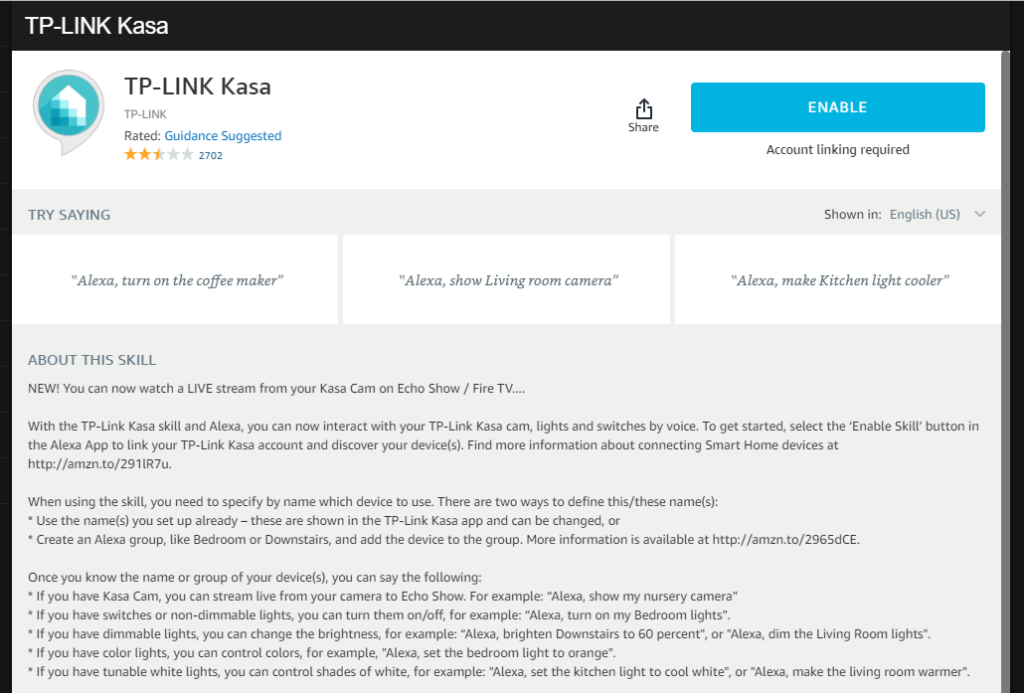 TP-LINK Kasa
TP-LINK Kasa
TP-LINK
Rated: Guidance Suggested
2702
Share
ENABLE
Account linking required
TRY SAYING
Shown in: English (US)
"Alexa, turn on the coffee maker"
"Alexa, show Living room camera"
"Alexa, make Kitchen light cooler"
ABOUT THIS SKILL
NEW! You can now watch a LIVE stream from your Kasa Cam on Echo Show / Fire TV....
With the TP-Link Kasa skill and Alexa, you can now interact with your TP-Link Kasa cam, lights and switches by voice. To get started, select the ‘Enable Skill’ button in
the Alexa App to link your TP-Link Kasa account and discover your device(s). Find more information about connecting Smart Home devices at
http://amzn.to/291lR7u.
When using the skill, you need to specify by name which device to use. There are two ways to define this/these name(s):
* Use the name(s) you set up already – these are shown in the TP-Link Kasa app and can be changed, or
* Create an Alexa group, like Bedroom or Downstairs, and add the device to the group. More information is available at http://amzn.to/2965dCE.
Once you know the name or group of your device(s), you can say the following:
* If you have Kasa Cam, you can stream live from your camera to Echo Show. For example: “Alexa, show my nursery camera”
* If you have switches or non-dimmable lights, you can turn them on/off, for example: “Alexa, turn on my Bedroom lights”.
* If you have dimmable lights, you can change the brightness, for example: “Alexa, brighten Downstairs to 60 percent”, or "Alexa, dim the Living Room lights".
* If you have color lights, you can control colors, for example, "Alexa, set the bedroom light to orange".
* If you have tunable white lights, you can control shades of white, for example: "Alexa, set the kitchen light to cool white", or "Alexa, make the living room warmer".